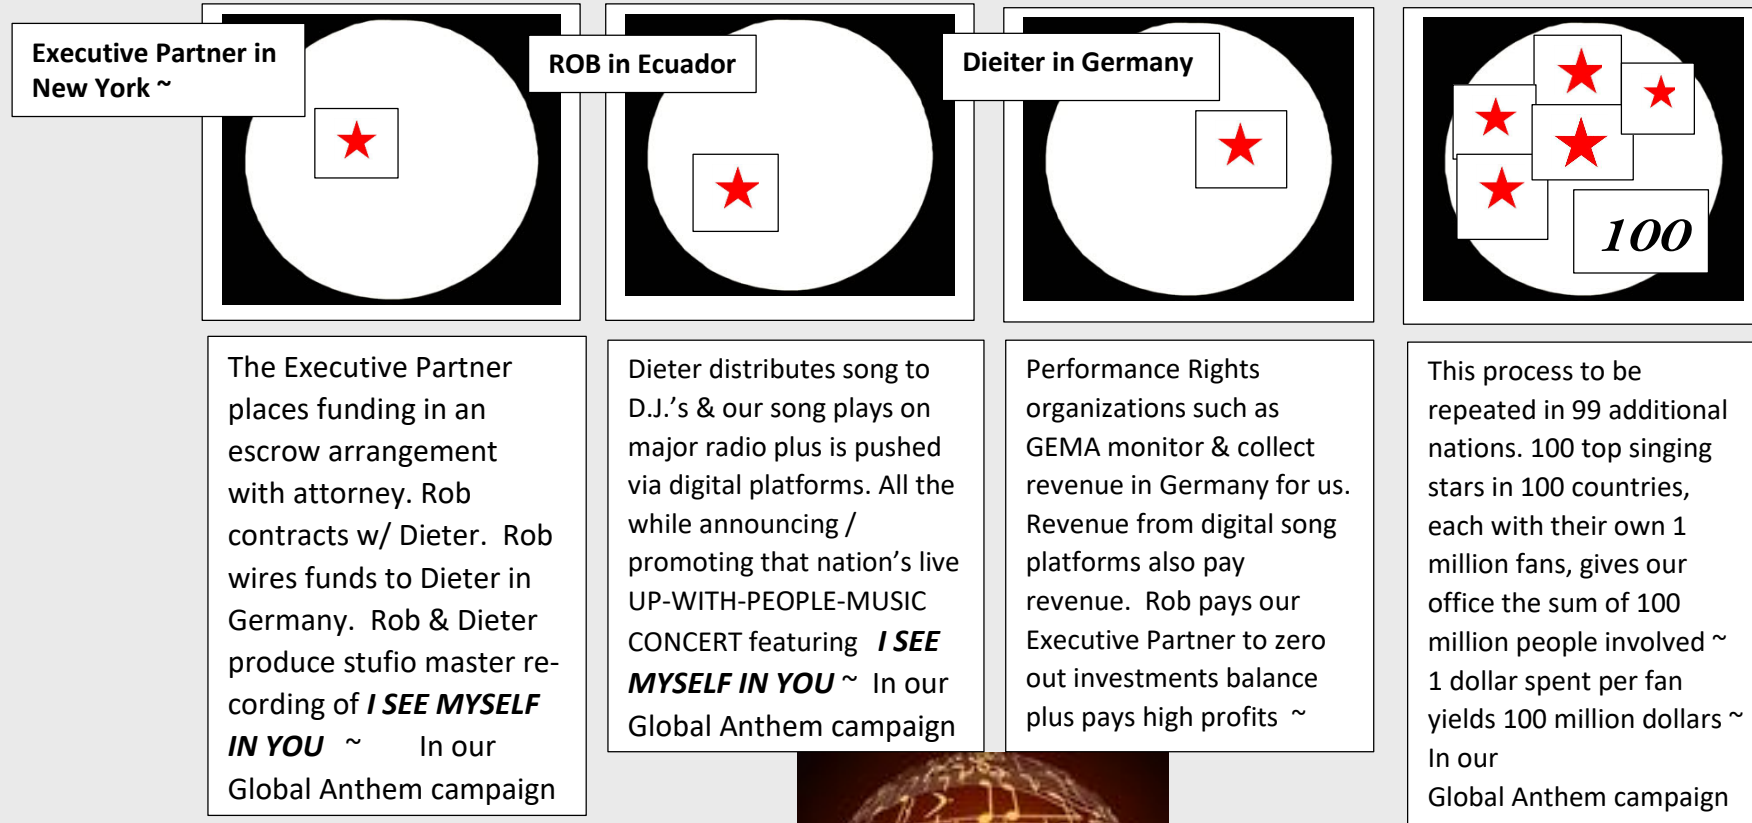 Executive Partner in
New York ~
ROB in Ecuador
Dieiter in Germany
100
The Executive Partner
places funding in an
escrow arrangement
with attorney. Rob
contracts w/ Dieter.  Rob
wires funds to Dieter in
Germany.  Rob & Dieter
produce stufio master re-
cording of I SEE MYSELF
IN YOU  ~  In our
Global Anthem campaign
Dieter distributes song to
D.J.’s & our song plays on
major radio plus is pushed
via digital platforms. All the
while announcing /
promoting that nation’s live
UP-WITH-PEOPLE-MUSIC
CONCERT featuring  I SEE
MYSELF IN YOU ~  In our
Global Anthem campaign
Performance Rights
organizations such as
GEMA monitor & collect
revenue in Germany for us.
Revenue from digital song
platforms also pay
revenue.  Rob pays our
Executive Partner to zero
out investments balance
plus pays high profits  ~
This process to be
repeated in 99 additional
nations. 100 top singing
stars in 100 countries,
each with their own 1
million fans, gives our
office the sum of 100
million people involved ~
1 dollar spent per fan
yields 100 million dollars ~
In our
Global Anthem campaign